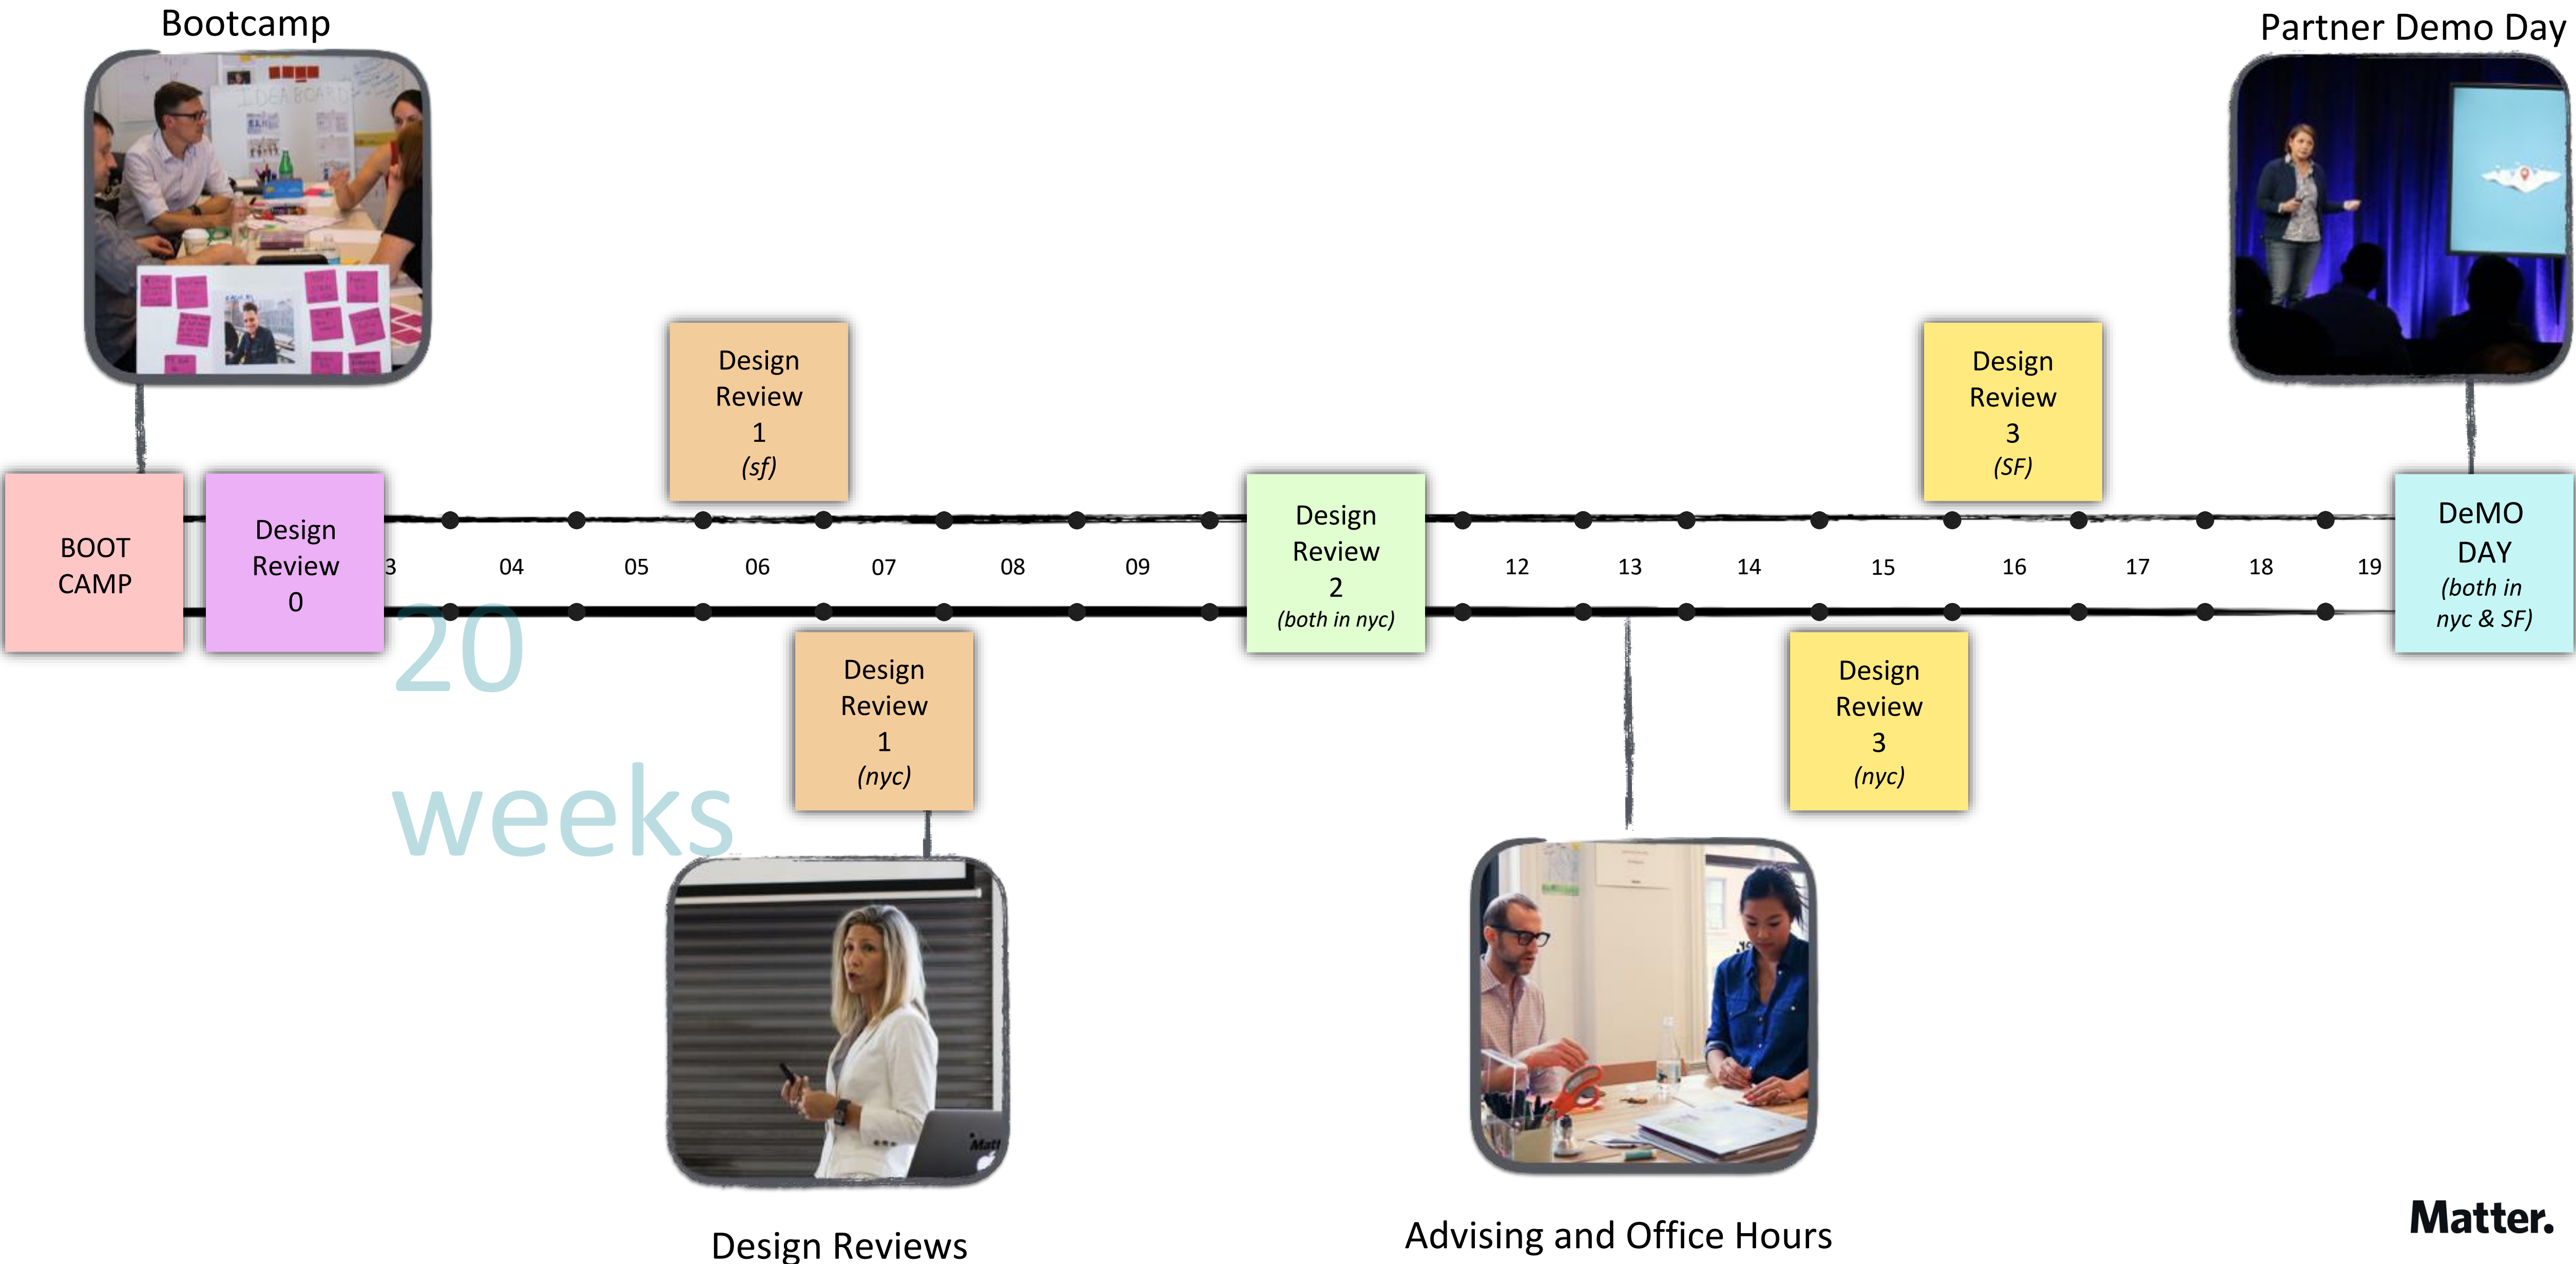 Bootcamp
Partner Demo Day
IDEA BOARD
Design
Review
1
(sf)
Design
Review
3
(SF)
BOOT
CAMP
Design
Review
0
3
04
05
06
07
08
09
Design
Review
2
(both in nyc)
12
13
14
15
16
17
18
19
DeMO
DAY
(both in
nyc & SF)
20
weeks
Design
Review
1
(nyc)
Design
Review
3
(nyc)
Matt
Design Reviews
Advising and Office Hours
Matter.